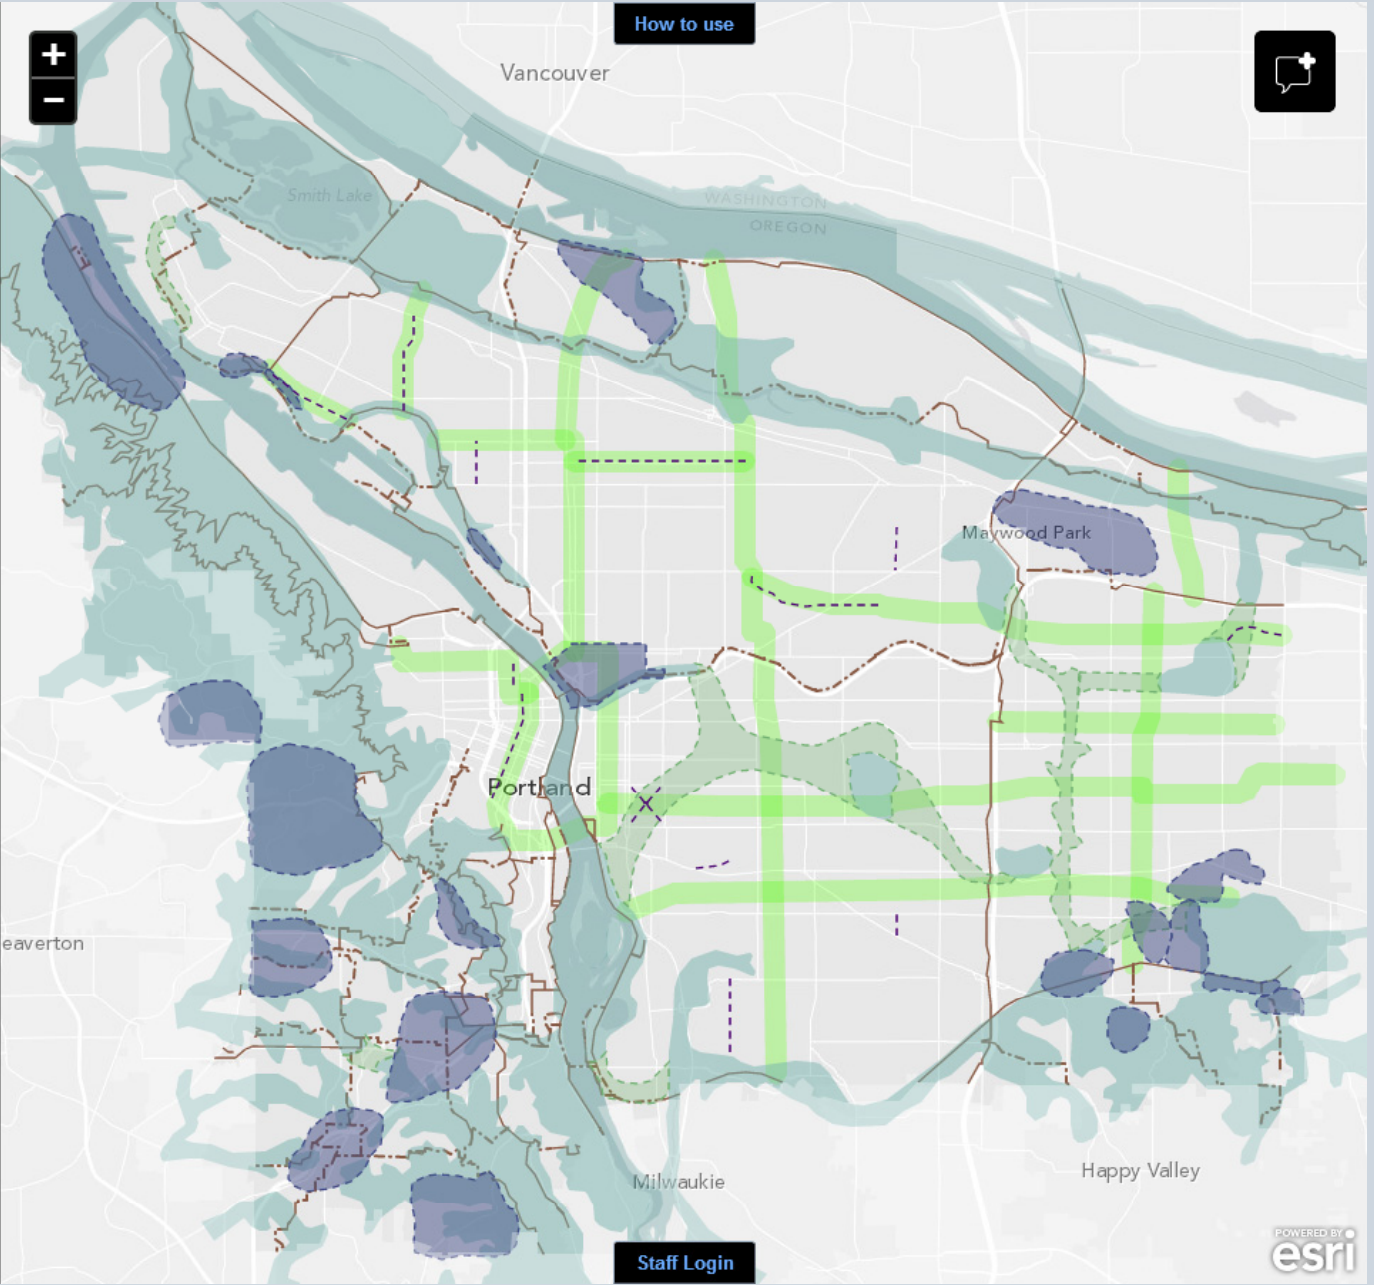 How to use
+
Vancouver
−
Smith Lake
WASHINGTON
OREGON
Maywood Park
Portland
eaverton
Happy Valley
Milwaukie
POWERED BY
esri
Staff Login